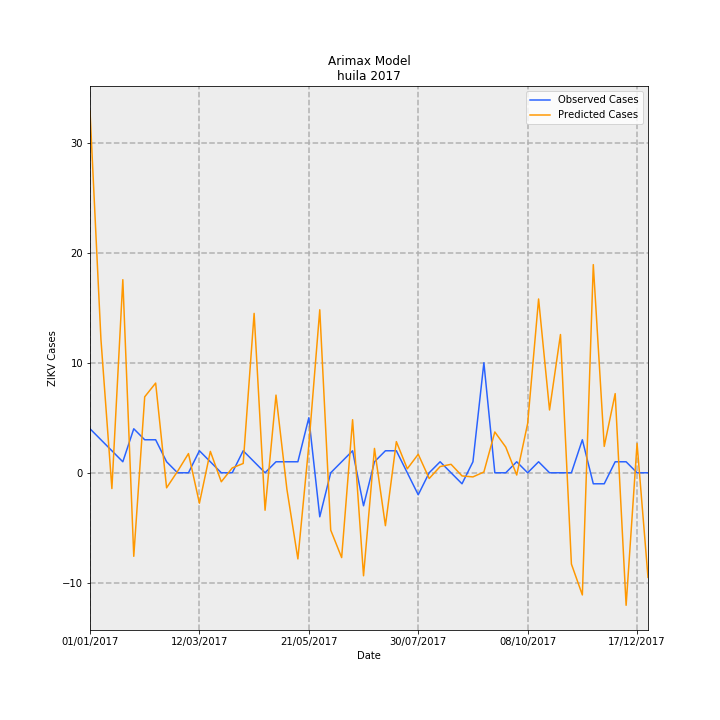 Arimax Model
huila 2017
Observed Cases
Predicted Cases
ZIKV Cases
30
20
10
0
−10
01/01/2017
12/03/2017
21/05/2017
30/07/2017
08/10/2017
17/12/2017
Date